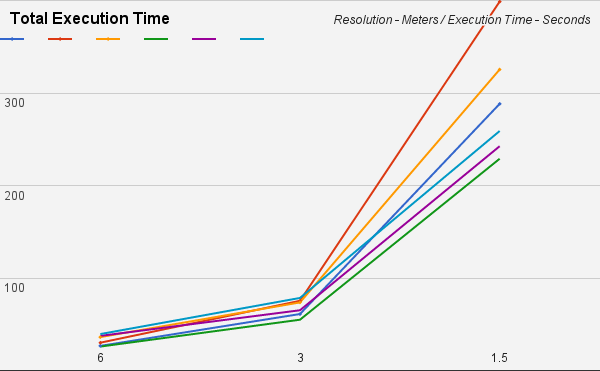 Total Execution Time
Resolution - Meters / Execution Time - Seconds
300
200
100
6 3 1.5